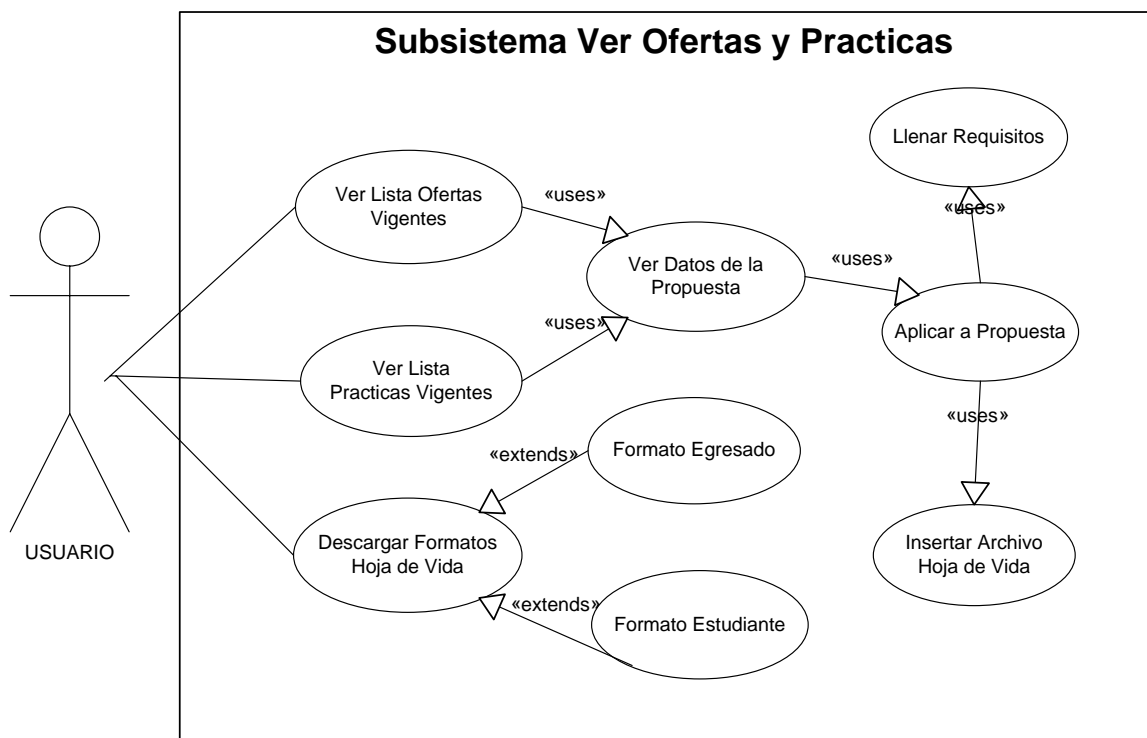 Subsistema Ver Ofertas y Practicas
Llenar Requisitos
Ver Lista Ofertas
Vigentes
«uses»
«uses»
Ver Datos de la
Propuesta
«uses»
«uses»
Aplicar a Propuesta
Ver Lista
Practicas Vigentes
«uses»
«extends»
Formato Egresado
Descargar Formatos
Hoja de Vida
Insertar Archivo
Hoja de Vida
USUARIO
«extends»
Formato Estudiante